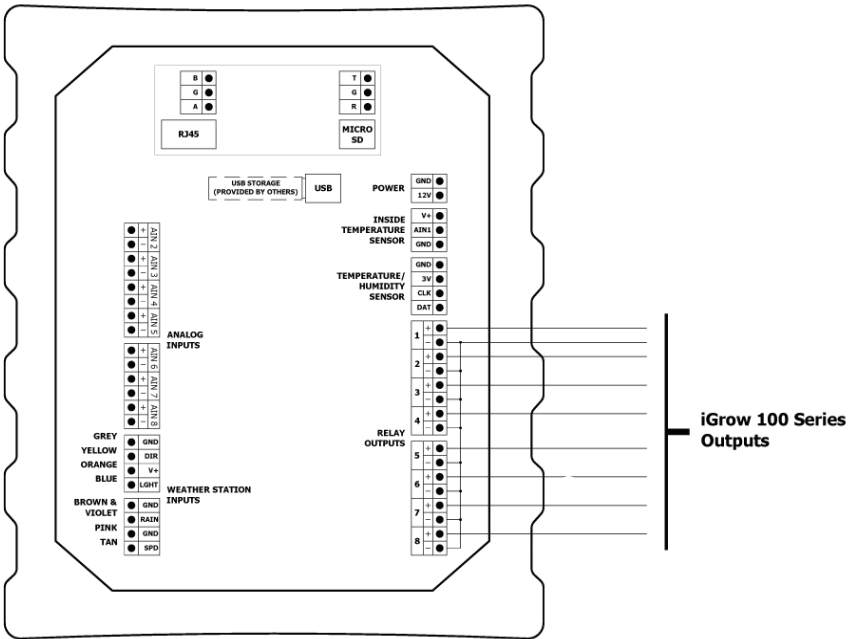 B
G
A
RJ45
T
G
R
MICRO
SD
USB STORAGE
(PROVIDED BY OTHERS)
USB
POWER
GND
12V
INSIDE
TEMPERATURE
SENSOR
V+
AIN1
GND
TEMPERATURE/
HUMIDITY
SENSOR
GND
3V
CLK
DAT
+
-
AIN 2
+
-
AIN 3
+
-
AIN 4
+
-
AIN 5
ANALOG
INPUTS
+
-
AIN 6
+
-
AIN 7
+
-
AIN 8
GREY
YELLOW
ORANGE
BLUE
GND
DIR
V+
LGHT
WEATHER STATION
INPUTS
BROWN &
VIOLET
PINK
TAN
GND
RAIN
GND
SPD
RELAY
OUTPUTS
1
+
-
2
+
-
3
+
-
4
+
-
5
+
-
6
+
-
7
+
-
8
+
-
iGrow 100 Series
Outputs